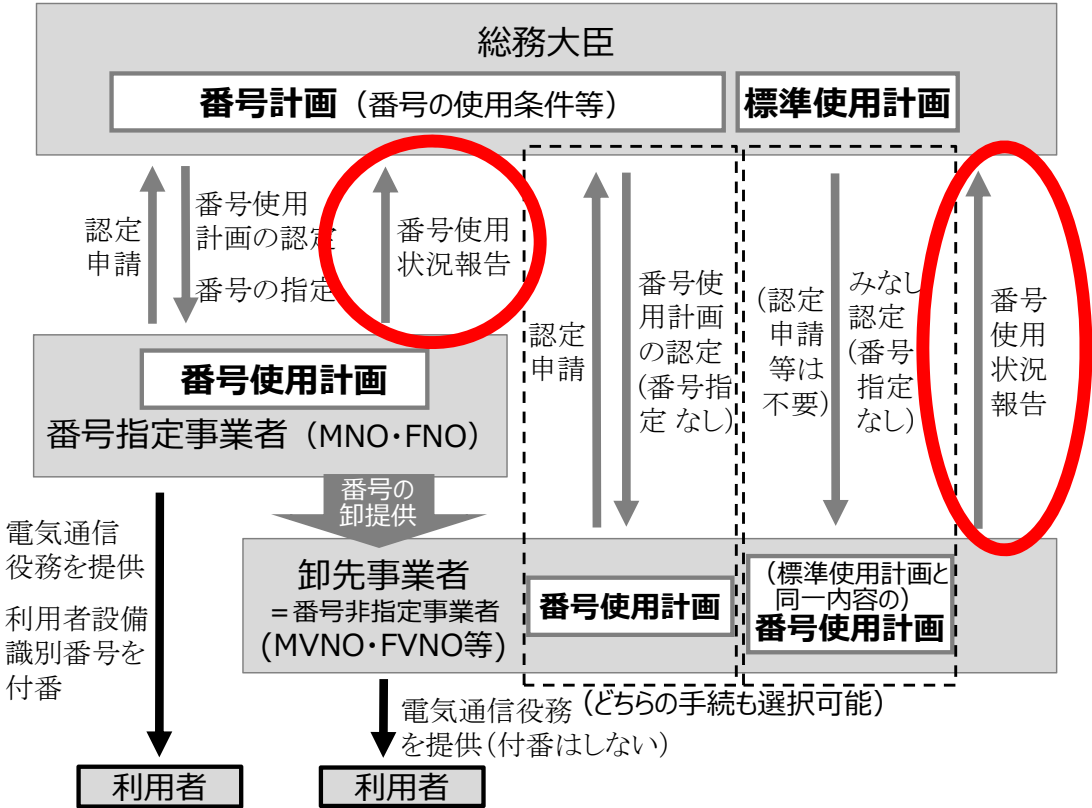 総務大臣
番号計画（番号の使用条件等）
標準使用計画
認定
申請
番号使用
計画の認定
番号の指定
番号使用
状況報告
認定
申請
番号使
用計画
の認定
(番号指
定 なし)
(認定
申請
等は
不要)
みなし
認定
(番号
指定
なし)
番号
使用
状況
報告
番号使用計画
番号指定事業者（MNO・FNO）
番号の
卸提供
電気通信
役務を提供
利用者設備
識別番号を
付番
卸先事業者
＝番号非指定事業者
(MVNO・FVNO等)
番号使用計画
（標準使用計画と
同一内容の）
番号使用計画
電気通信役務
を提供(付番はしない)
(どちらの手続も選択可能)
利用者
利用者